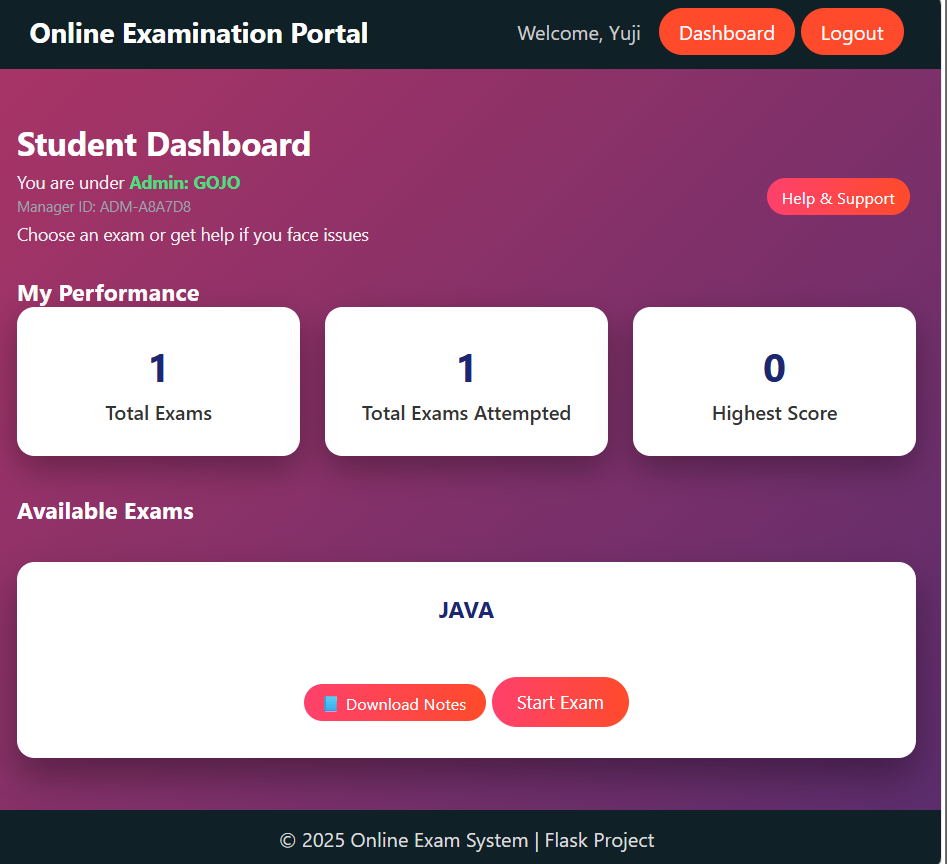 Online Examination Portal
Welcome, Yuji
Dashboard
Logout
Student Dashboard
You are under Admin: GOJO
Manager ID: ADM-A8A7D8
Choose an exam or get help if you face issues
Help & Support
My Performance
1
Total Exams
1
Total Exams Attempted
0
Highest Score
Available Exams
JAVA
Download Notes
Start Exam
© 2025 Online Exam System | Flask Project